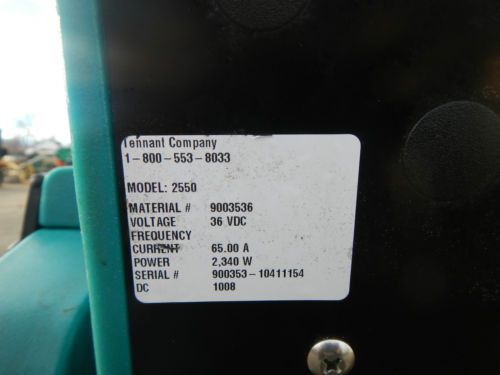 Tennant Company
1-800-553-8033
MODEL: 2550
MATERIAL # 9003536
VOLTAGE 36 VDC
FREQUENCY
CURRENT 65.00 A
POWER 2,340 W
SERIAL # 900353-10411154
DC 1008